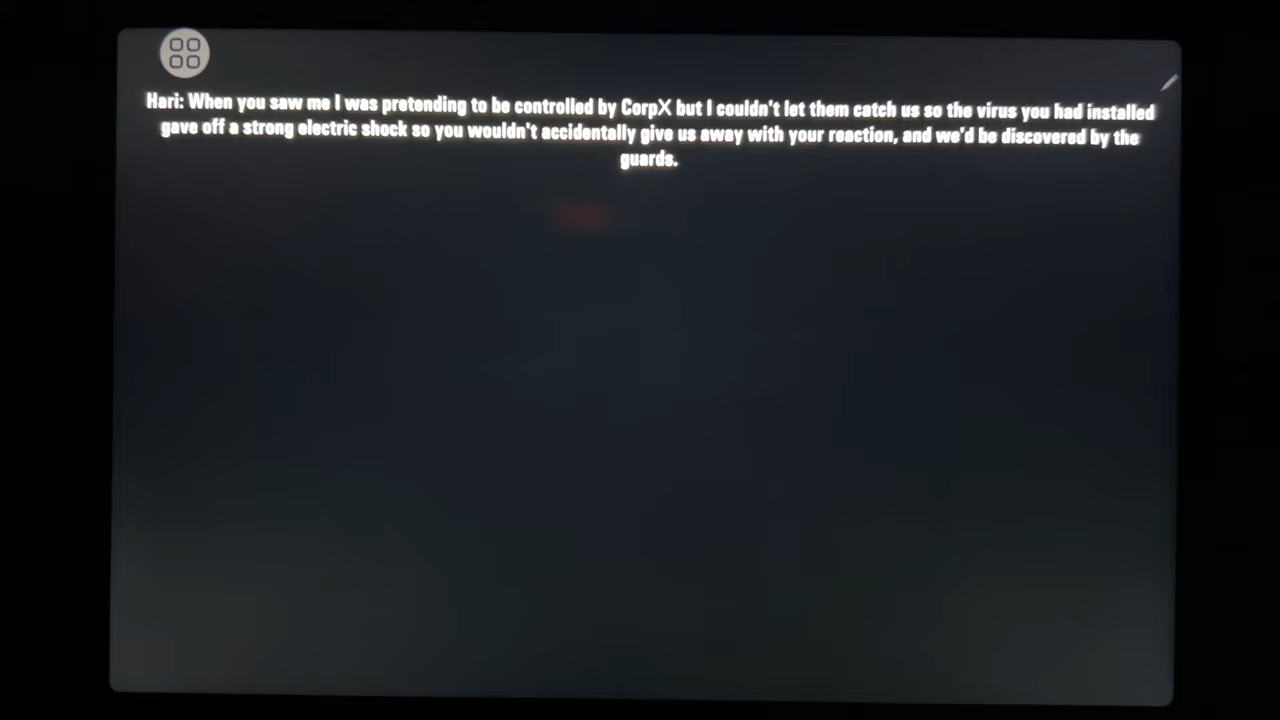 Hari: When you saw me I was pretending to be controlled by CorpX but I couldn't let them catch us so the virus you had installed
gave off a strong electric shock so you wouldn't accidentally give us away with your reaction, and we'd be discovered by the
guards.